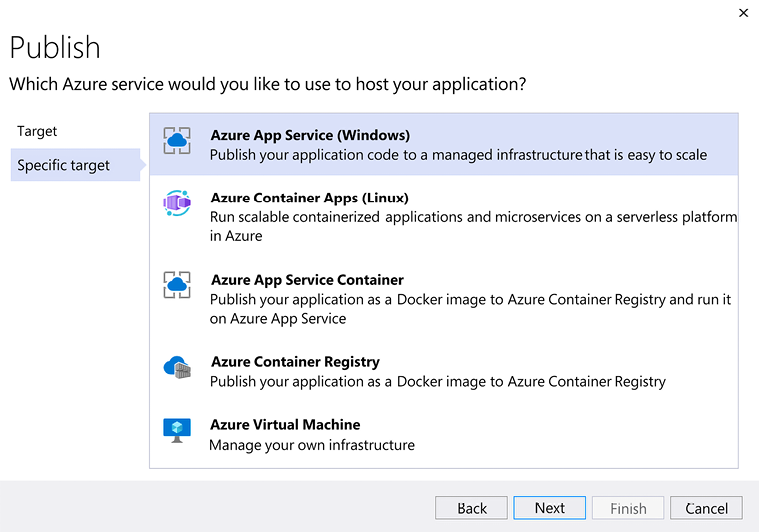 Publish
Which Azure service would you like to use to host your application?
Target
Specific target
Azure App Service (Windows)
Publish your application code to a managed infrastructure that is easy to scale
Azure Container Apps (Linux)
Run scalable containerized applications and microservices on a serverless platform
in Azure
Azure App Service Container
Publish your application as a Docker image to Azure Container Registry and run it
on Azure App Service
Azure Container Registry
Publish your application as a Docker image to Azure Container Registry
Azure Virtual Machine
Manage your own infrastructure
Back
Next
Finish
Cancel